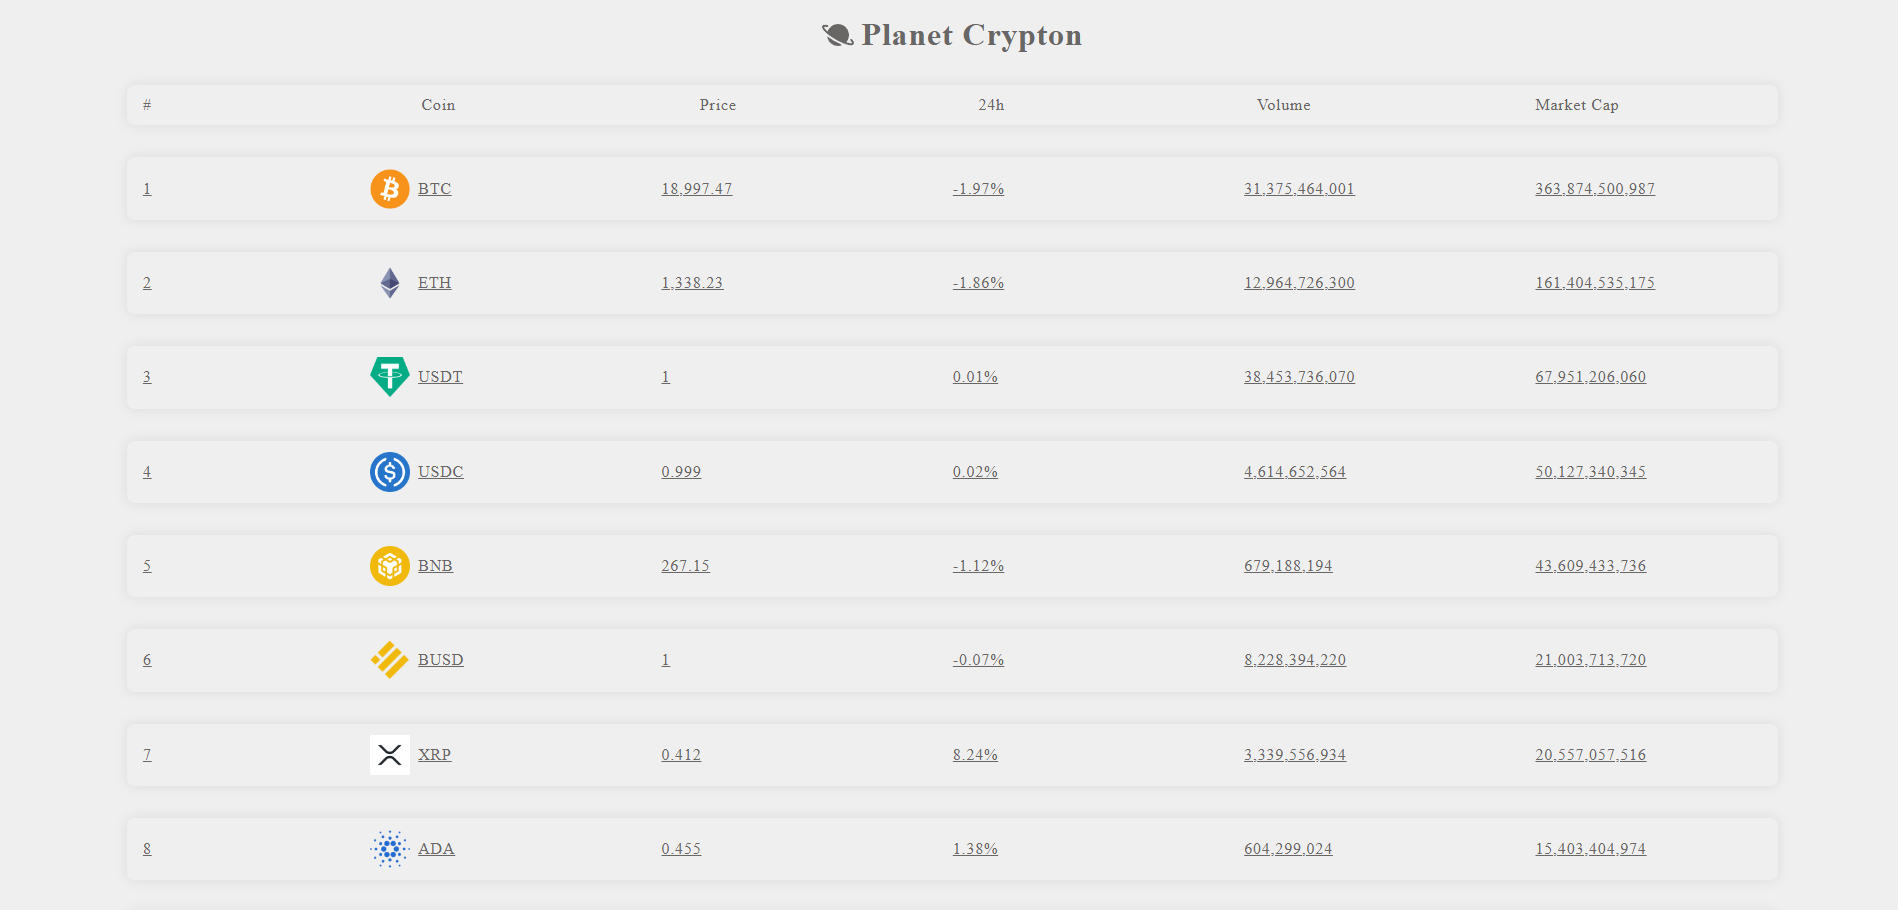 Planet Crypton
# Coin Price 24h Volume Market Cap
1 BTC 18,997.47 -1.97% 31,375,464,001 363,874,500,987
2 ETH 1,338.23 -1.86% 12,964,726,300 161,404,535,175
3 USDT 1 0.01% 38,453,736,070 67,951,206,060
4 USDC 0.999 0.02% 4,614,652,564 50,127,340,345
5 BNB 267.15 -1.12% 679,188,194 43,609,433,736
6 BUSD 1 -0.07% 8,228,394,220 21,003,713,720
7 XRP 0.412 8.24% 3,339,556,934 20,557,057,516
8 ADA 0.455 1.38% 604,299,024 15,403,404,974